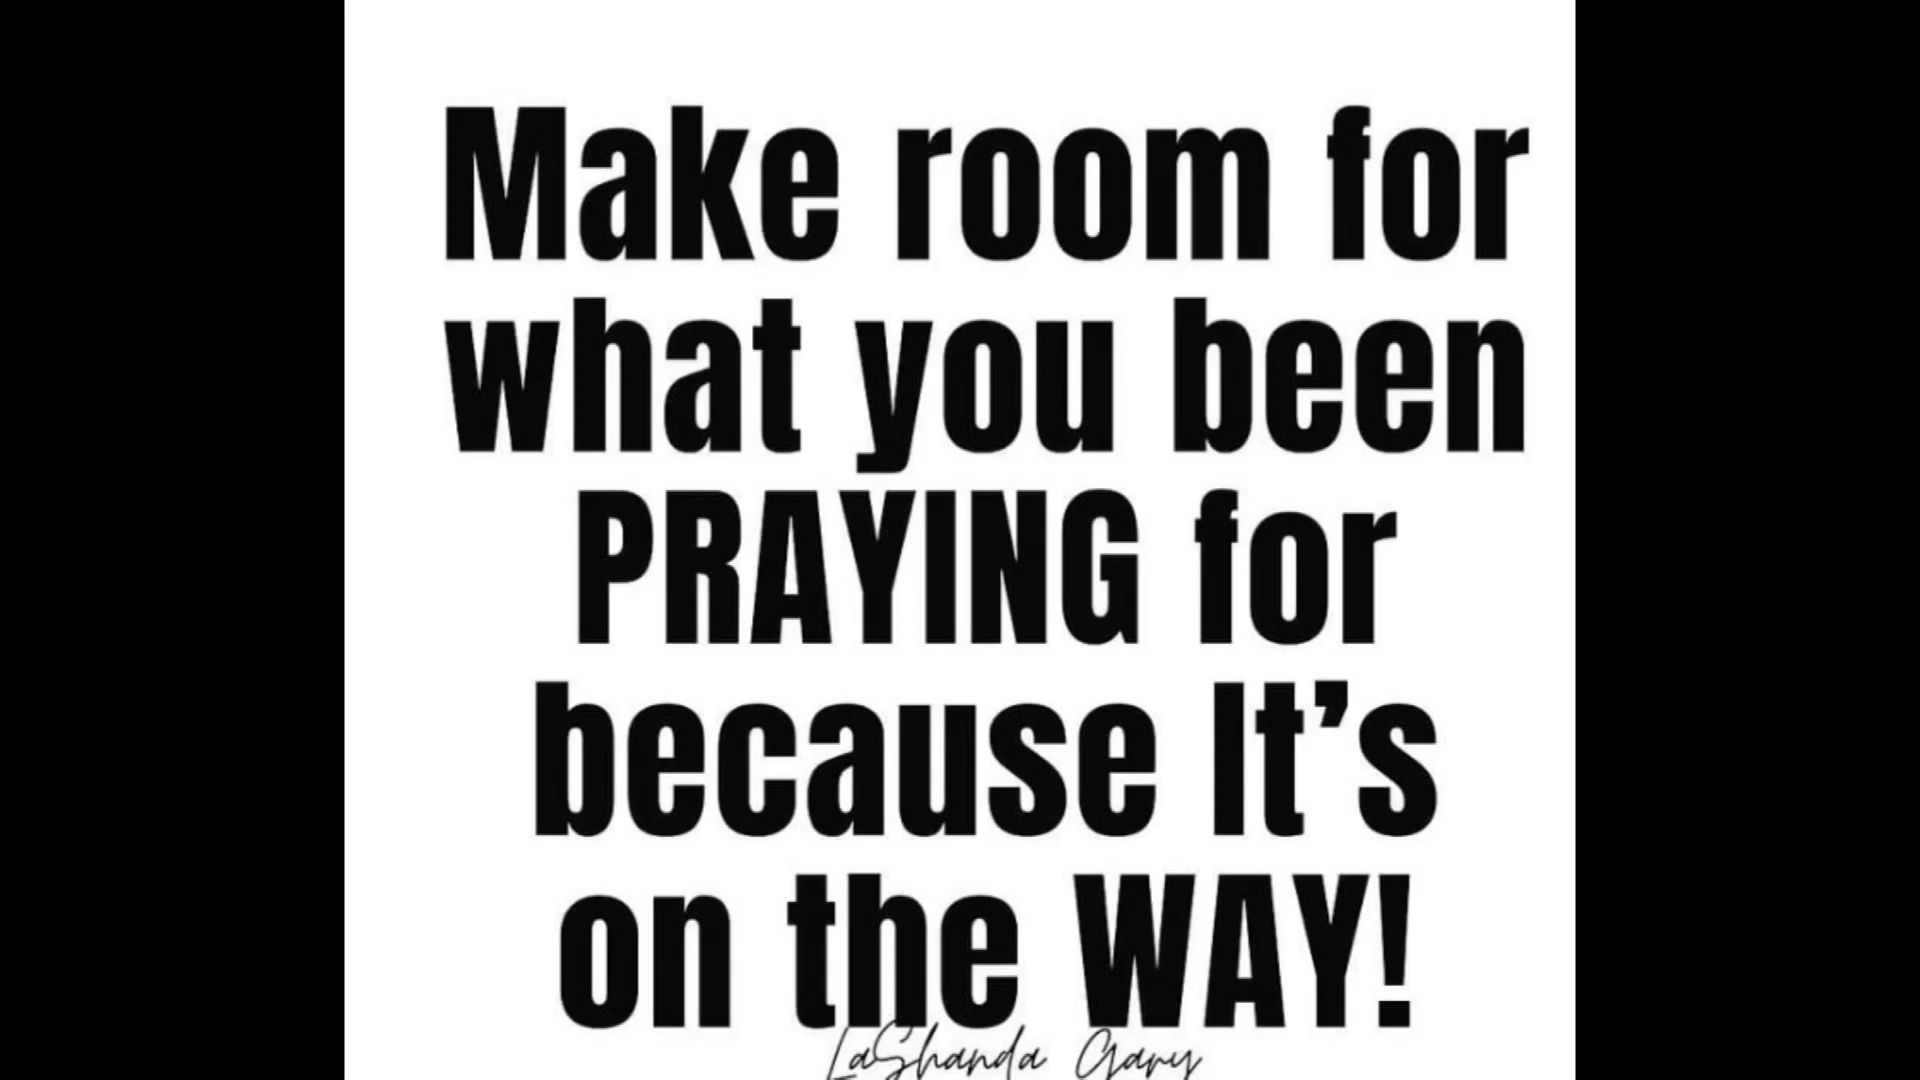 Make room for
what you been
PRAYING for
because It’s
on the WAY!
LaShanda Gary